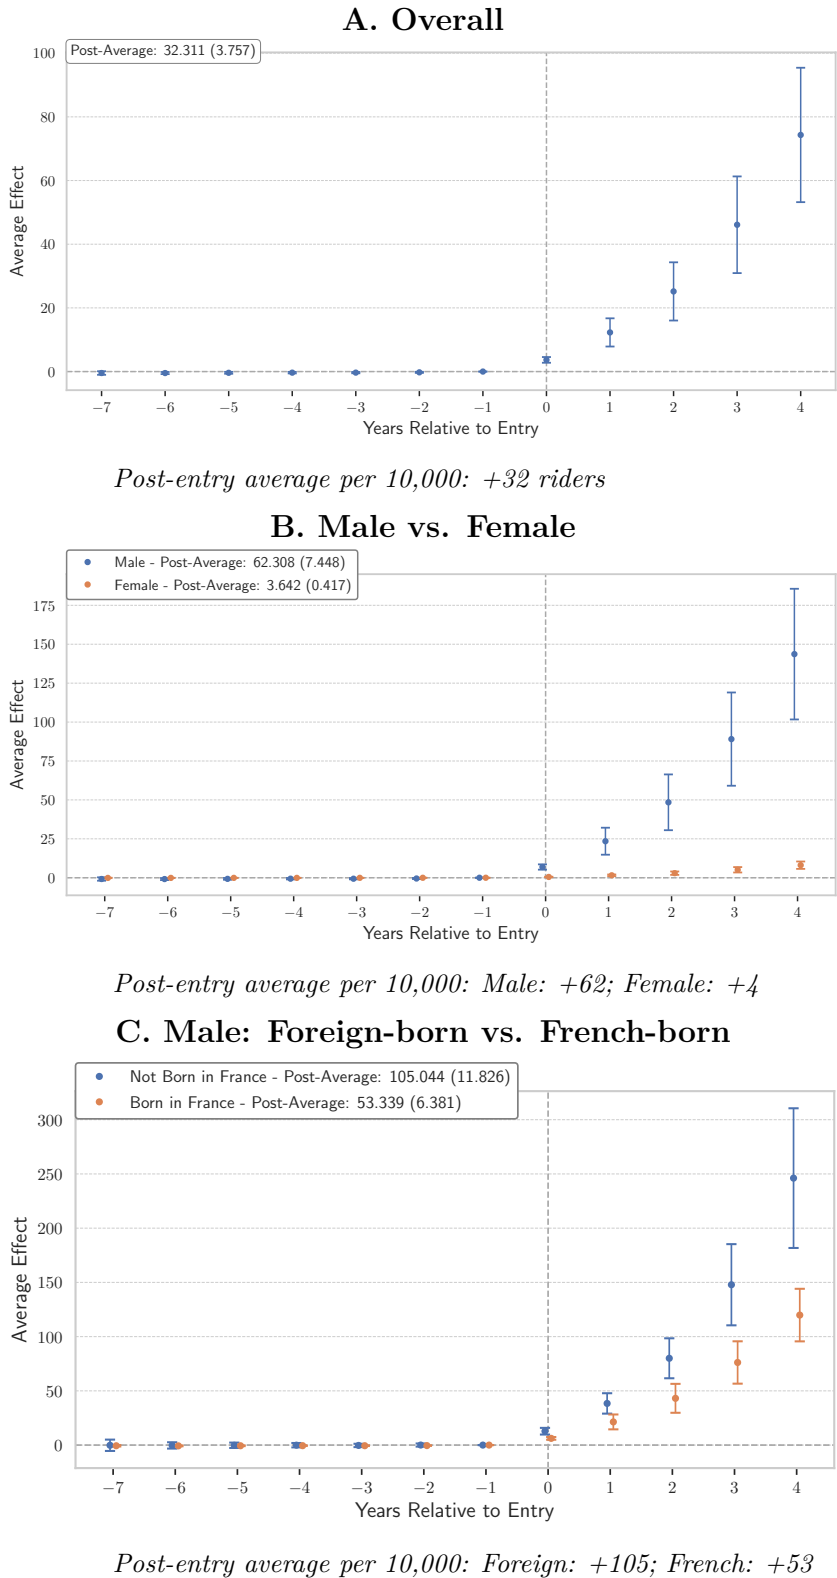 A. Overall
Post-Average: 32.311 (3.757)
100
80
60
40
20
0
Average Effect
−7 −6 −5 −4 −3 −2 −1 0 1 2 3 4
Years Relative to Entry
Post-entry average per 10,000: +32 riders
B. Male vs. Female
Male - Post-Average: 62.308 (7.448)
Female - Post-Average: 3.642 (0.417)
175
150
125
100
75
50
25
0
Average Effect
−7 −6 −5 −4 −3 −2 −1 0 1 2 3 4
Years Relative to Entry
Post-entry average per 10,000: Male: +62; Female: +4
C. Male: Foreign-born vs. French-born
Not Born in France - Post-Average: 105.044 (11.826)
Born in France - Post-Average: 53.339 (6.381)
300
250
200
150
100
50
0
Average Effect
−7 −6 −5 −4 −3 −2 −1 0 1 2 3 4
Years Relative to Entry
Post-entry average per 10,000: Foreign: +105; French: +53